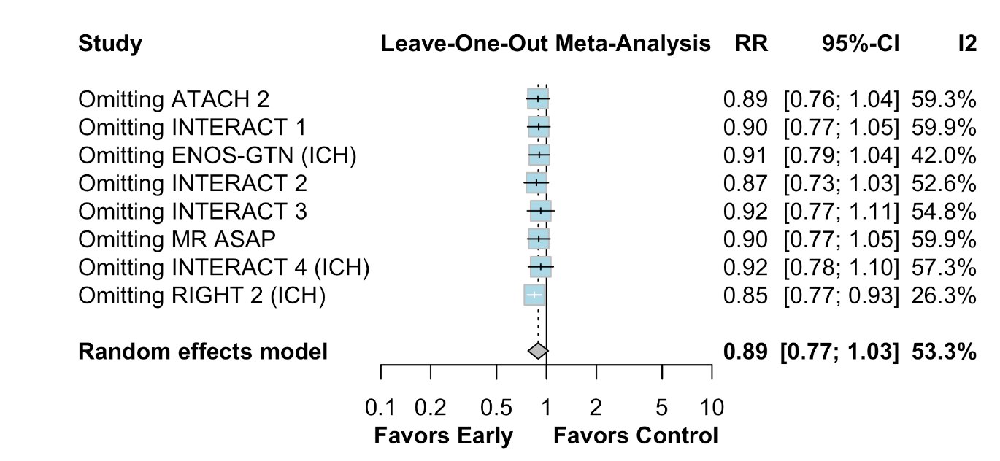 Study Leave-One-Out Meta-Analysis RR 95%-CI I2
Omitting ATACH 2 0.89 [0.76; 1.04] 59.3%
Omitting INTERACT 1 0.90 [0.77; 1.05] 59.9%
Omitting ENOS-GTN (ICH) 0.91 [0.79; 1.04] 42.0%
Omitting INTERACT 2 0.87 [0.73; 1.03] 52.6%
Omitting INTERACT 3 0.92 [0.77; 1.11] 54.8%
Omitting MR ASAP 0.90 [0.77; 1.05] 59.9%
Omitting INTERACT 4 (ICH) 0.92 [0.78; 1.10] 57.3%
Omitting RIGHT 2 (ICH) 0.85 [0.77; 0.93] 26.3%
Random effects model 0.89 [0.77; 1.03] 53.3%
0.1 0.2 0.5 1 2 5 10
Favors Early Favors Control